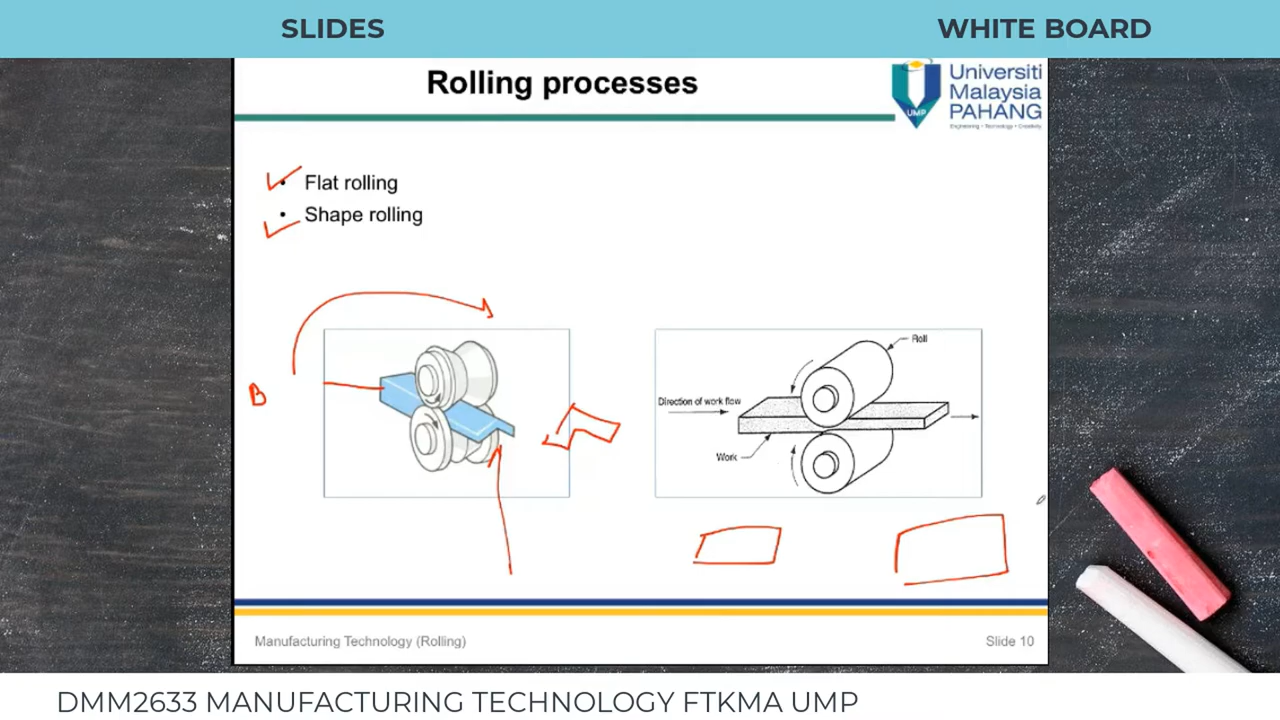 SLIDES
WHITE BOARD
Rolling processes
Universiti
Malaysia
PAHANG
Engineering • Technology • Creativity
UMP
• Flat rolling
• Shape rolling
B
Roll
Direction of work flow
Work
Manufacturing Technology (Rolling)
Slide 10
DMM2633 MANUFACTURING TECHNOLOGY FTKMA UMP